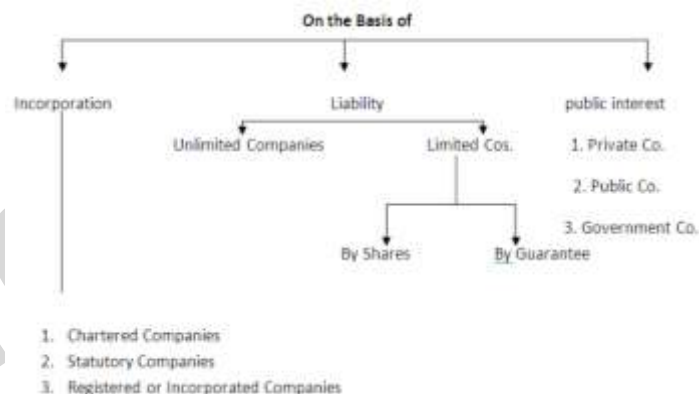 On the Basis of
Incorporation Liability public interest
Unlimited Companies Limited Cos. 1. Private Co.
2. Public Co.
3. Government Co.
By Shares By Guarantee
1. Chartered Companies
2. Statutory Companies
3. Registered or Incorporated Companies